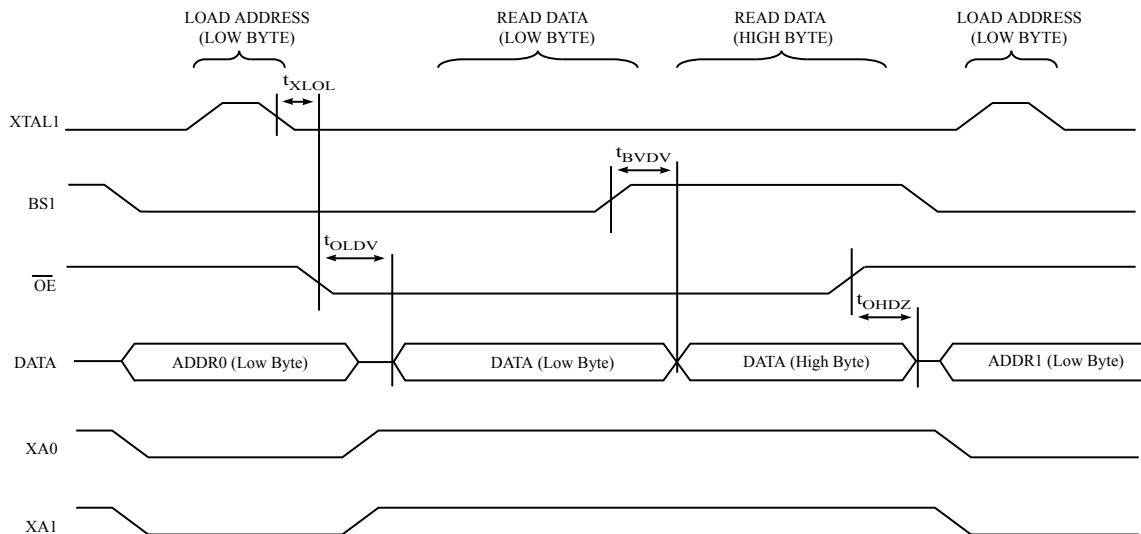 LOAD ADDRESS
(LOW BYTE)
READ DATA
(LOW BYTE)
READ DATA
(HIGH BYTE)
LOAD ADDRESS
(LOW BYTE)
tXLOL
XTAL1
tBVDV
BS1
tOLDV
OE
tOHDZ
DATA
ADDR0 (Low Byte)
DATA (Low Byte)
DATA (High Byte)
ADDR1 (Low Byte)
XA0
XA1